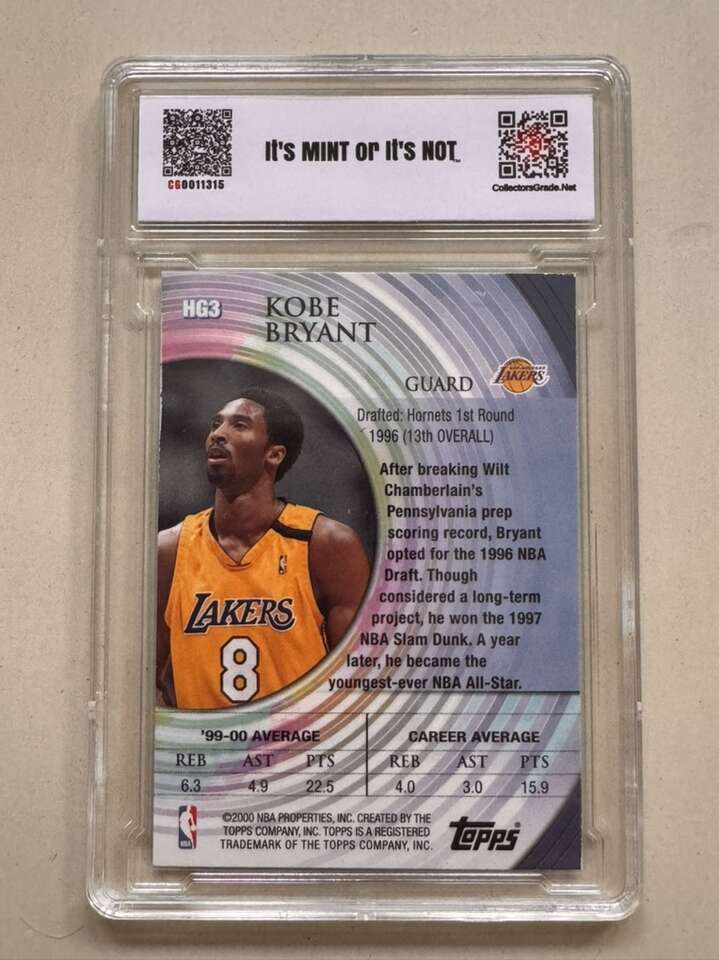 It's MINT or It's NOT™
CG0011315
CollectorsGrade.Net
HG3
KOBE
BRYANT
GUARD
LOS ANGELES
LAKERS
Drafted: Hornets 1st Round
1996 (13th OVERALL)
After breaking Wilt
Chamberlain's
Pennsylvania prep
scoring record, Bryant
opted for the 1996 NBA
Draft. Though
considered a long-term
project, he won the 1997
NBA Slam Dunk. A year
later, he became the
youngest-ever NBA All-Star.
LAKERS
8
'99-00 AVERAGE
REB AST PTS
6.3 4.9 22.5
CAREER AVERAGE
REB AST PTS
4.0 3.0 15.9
NBA
©2000 NBA PROPERTIES, INC. CREATED BY THE
TOPPS COMPANY, INC. TOPPS IS A REGISTERED
TRADEMARK OF THE TOPPS COMPANY, INC.
topps